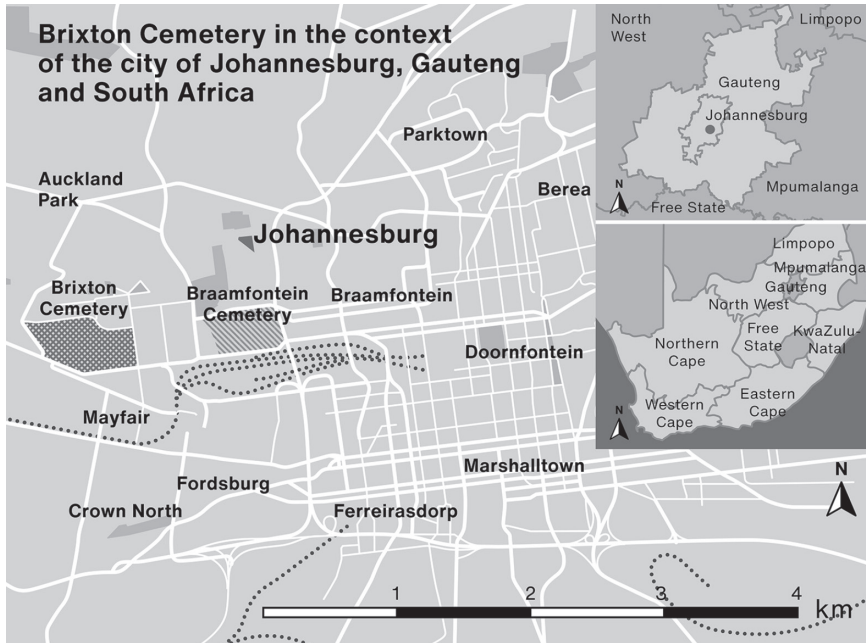 Brixton Cemetery in the context
of the city of Johannesburg, Gauteng
and South Africa
Parktown
Auckland
Park
Berea
Johannesburg
Brixton
Cemetery
Braamfontein
Cemetery
Braamfontein
Doornfontein
Mayfair
Marshalltown
Fordsburg
Crown North
Ferreirasdorp
N
1
2
3
4
km
North
West
Limpopo
Gauteng
Johannesburg
Mpumalanga
N
Free State
Limpopo
Mpumalanga
Gauteng
North West
Free
State
KwaZulu-
Natal
Northern
Cape
Western
Cape
Eastern
Cape
N